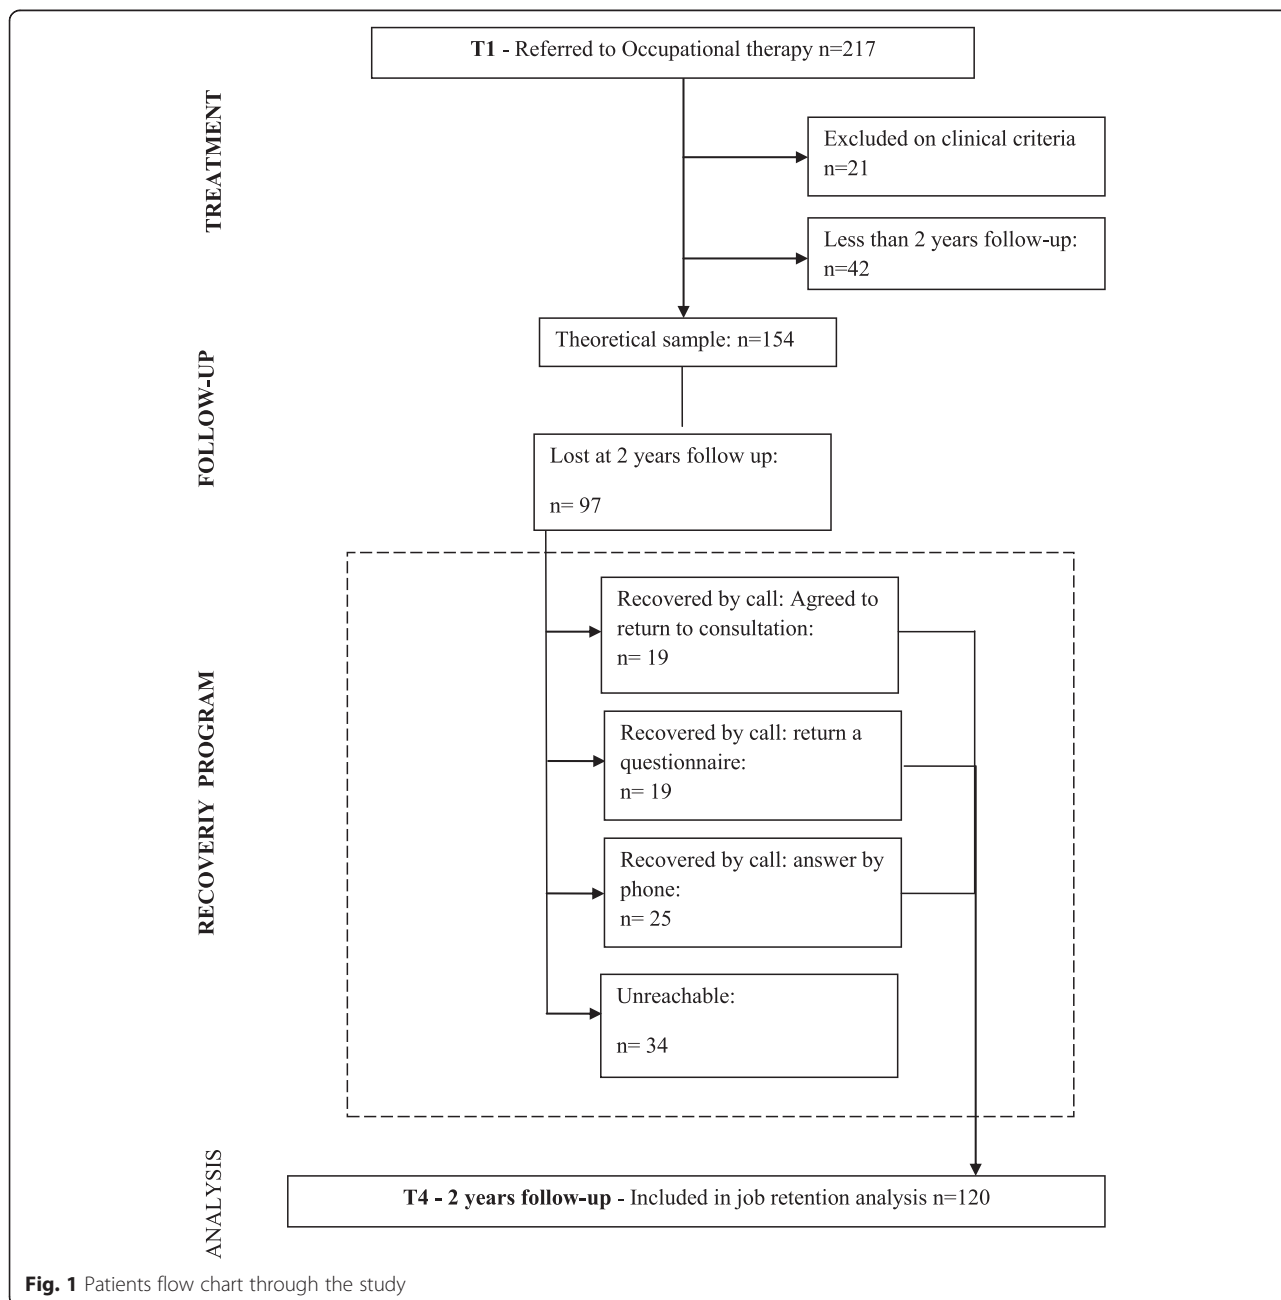 T1 - Referred to Occupational therapy n=217
TREATMENT
Excluded on clinical criteria
n=21
Less than 2 years follow-up:
n=42
Theoretical sample: n=154
FOLLOW-UP
Lost at 2 years follow up:
n= 97
RECOVERIY PROGRAM
Recovered by call: Agreed to
return to consultation:
n= 19
Recovered by call: return a
questionnaire:
n= 19
Recovered by call: answer by
phone:
n= 25
Unreachable:
n= 34
ANALYSIS
T4 - 2 years follow-up - Included in job retention analysis n=120
Fig. 1 Patients flow chart through the study